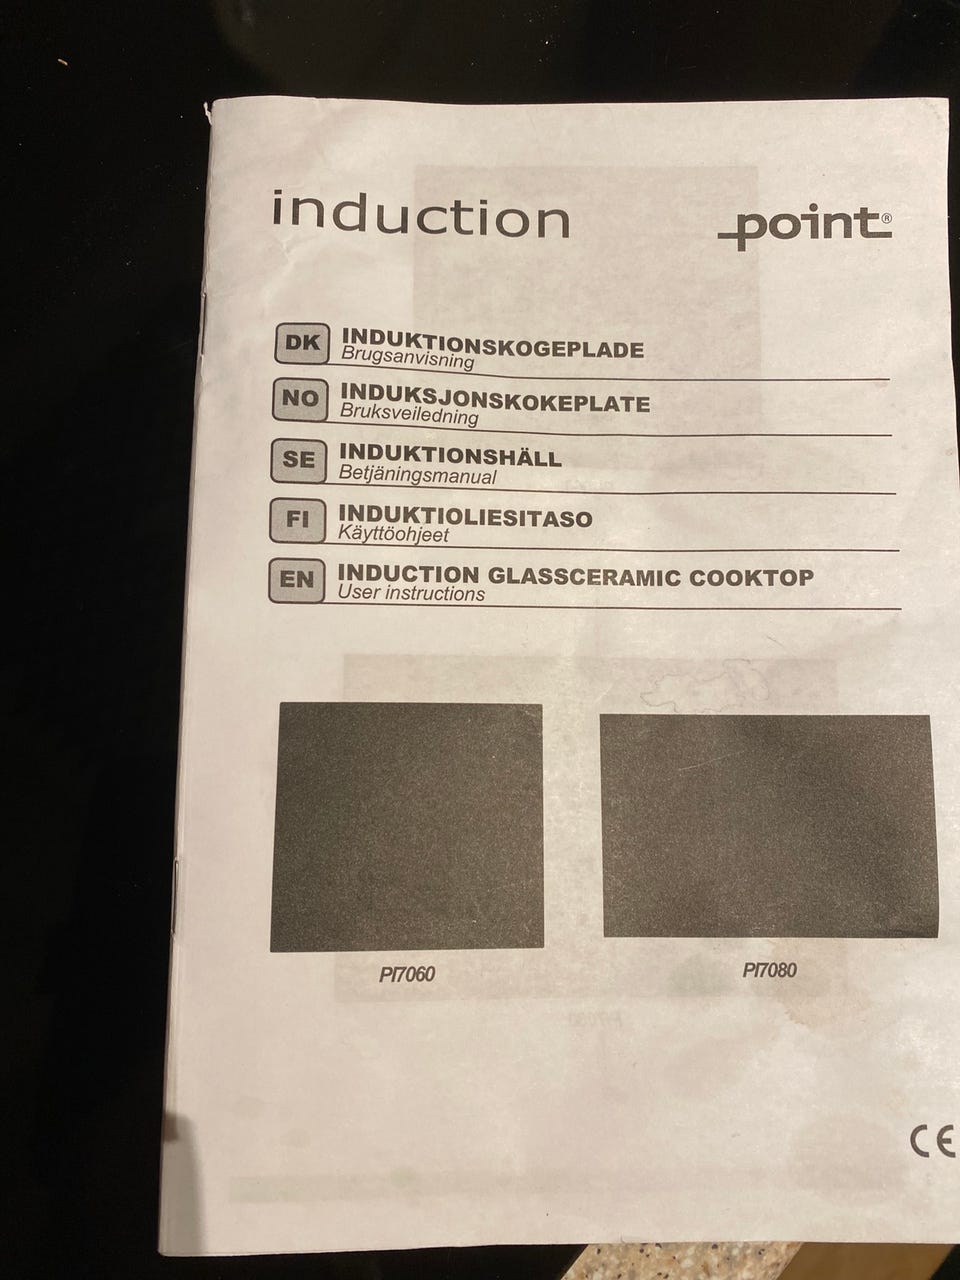 induction
point®
DK INDUKTIONSKOGEPLADE
Brugsanvisning
NO INDUKSJONSKOKEPLATE
Bruksveiledning
SE INDUKTIONSHÄLL
Betjäningsmanual
FI INDUKTIOLIESITASO
Käyttöohjeet
EN INDUCTION GLASSCERAMIC COOKTOP
User instructions
PI7060 PI7080
CE